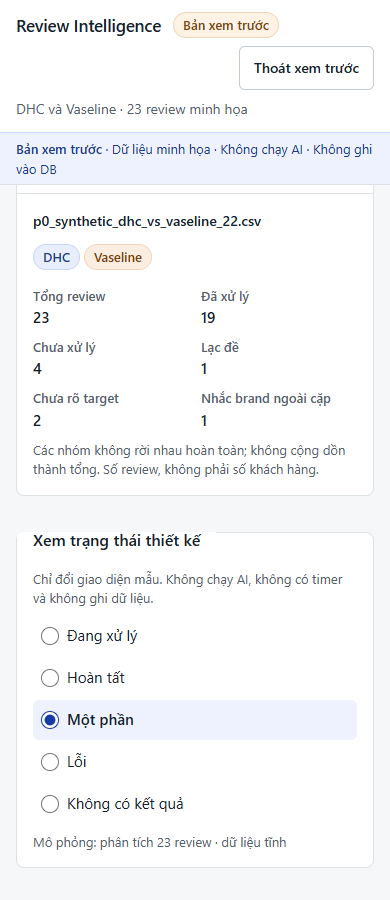 Review Intelligence
Bản xem trước
Thoát xem trước
DHC và Vaseline · 23 review minh họa
Bản xem trước · Dữ liệu minh họa · Không chạy AI · Không ghi
vào DB
p0_synthetic_dhc_vs_vaseline_22.csv
DHC
Vaseline
Tổng review
Đã xử lý
23
19
Chưa xử lý
Lạc đề
4
1
Chưa rõ target
Nhắc brand ngoài cặp
2
1
Các nhóm không rời nhau hoàn toàn; không cộng dồn
thành tổng. Số review, không phải số khách hàng.
Xem trạng thái thiết kế
Chỉ đổi giao diện mẫu. Không chạy AI, không có timer
và không ghi dữ liệu.
Đang xử lý
Hoàn tất
Một phần
Lỗi
Không có kết quả
Mô phỏng: phân tích 23 review · dữ liệu tĩnh